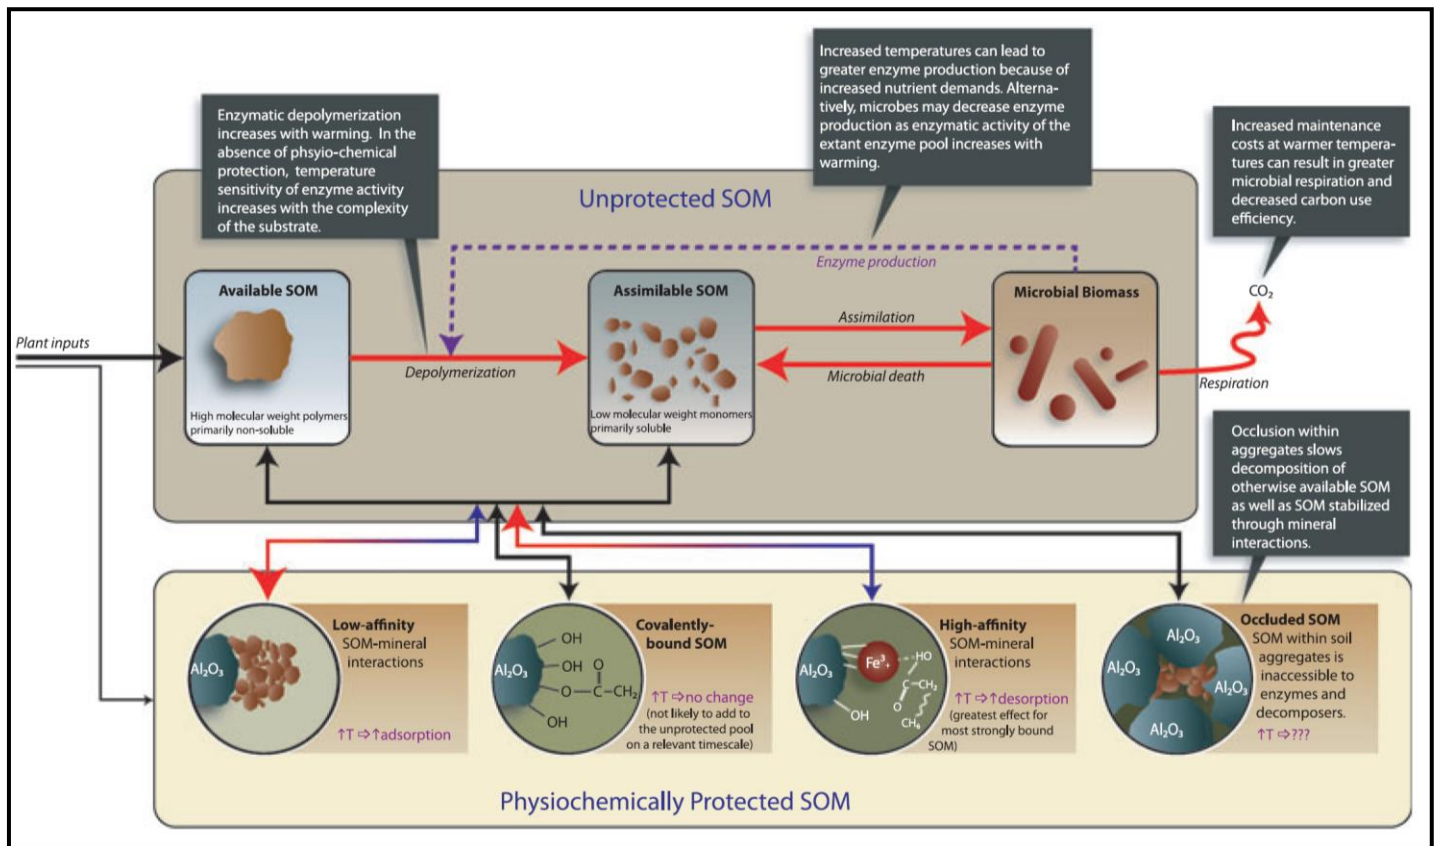 Increased temperatures can lead to
greater enzyme production because of
increased nutrient demands. Alterna-
tively, microbes may decrease enzyme
production as enzymatic activity of the
extant enzyme pool increases with
warming.
Enzymatic depolymerization
increases with warming. In the
absence of phsyio-chemical
protection, temperature
sensitivity of enzyme activity
increases with the complexity
of the substrate.
Increased maintenance
costs at warmer tempera-
tures can result in greater
microbial respiration and
decreased carbon use
efficiency.
Unprotected SOM
Enzyme production
Plant inputs
Available SOM
High molecular weight polymers
primarily non-soluble
Depolymerization
Assimilable SOM
Low molecular weight monomers
primarily soluble
Assimilation
Microbial death
Microbial Biomass
CO₂
Respiration
Occlusion within
aggregates slows
decomposition of
otherwise available SOM
as well as SOM stabilized
through mineral
interactions.
Al₂O₃
Low-affinity
SOM-mineral
interactions
↑T ⇨↑adsorption
Al₂O₃
OH
OH
O
O—C—CH₂
OH
Covalently-
bound SOM
↑T ⇨no change
(not likely to add to
the unprotected pool
on a relevant timescale)
Al₂O₃
Fe³₊
HO
C
CH₂
O
CH₆
OH
High-affinity
SOM-mineral
interactions
↑T ⇨↑desorption
(greatest effect for
most strongly bound
SOM)
Al₂O₃
Al₂O₃
Al₂O₃
Al₂O₃
Occluded SOM
SOM within soil
aggregates is
inaccessible to
enzymes and
decomposers.
↑T ⇨???
Physiochemically Protected SOM